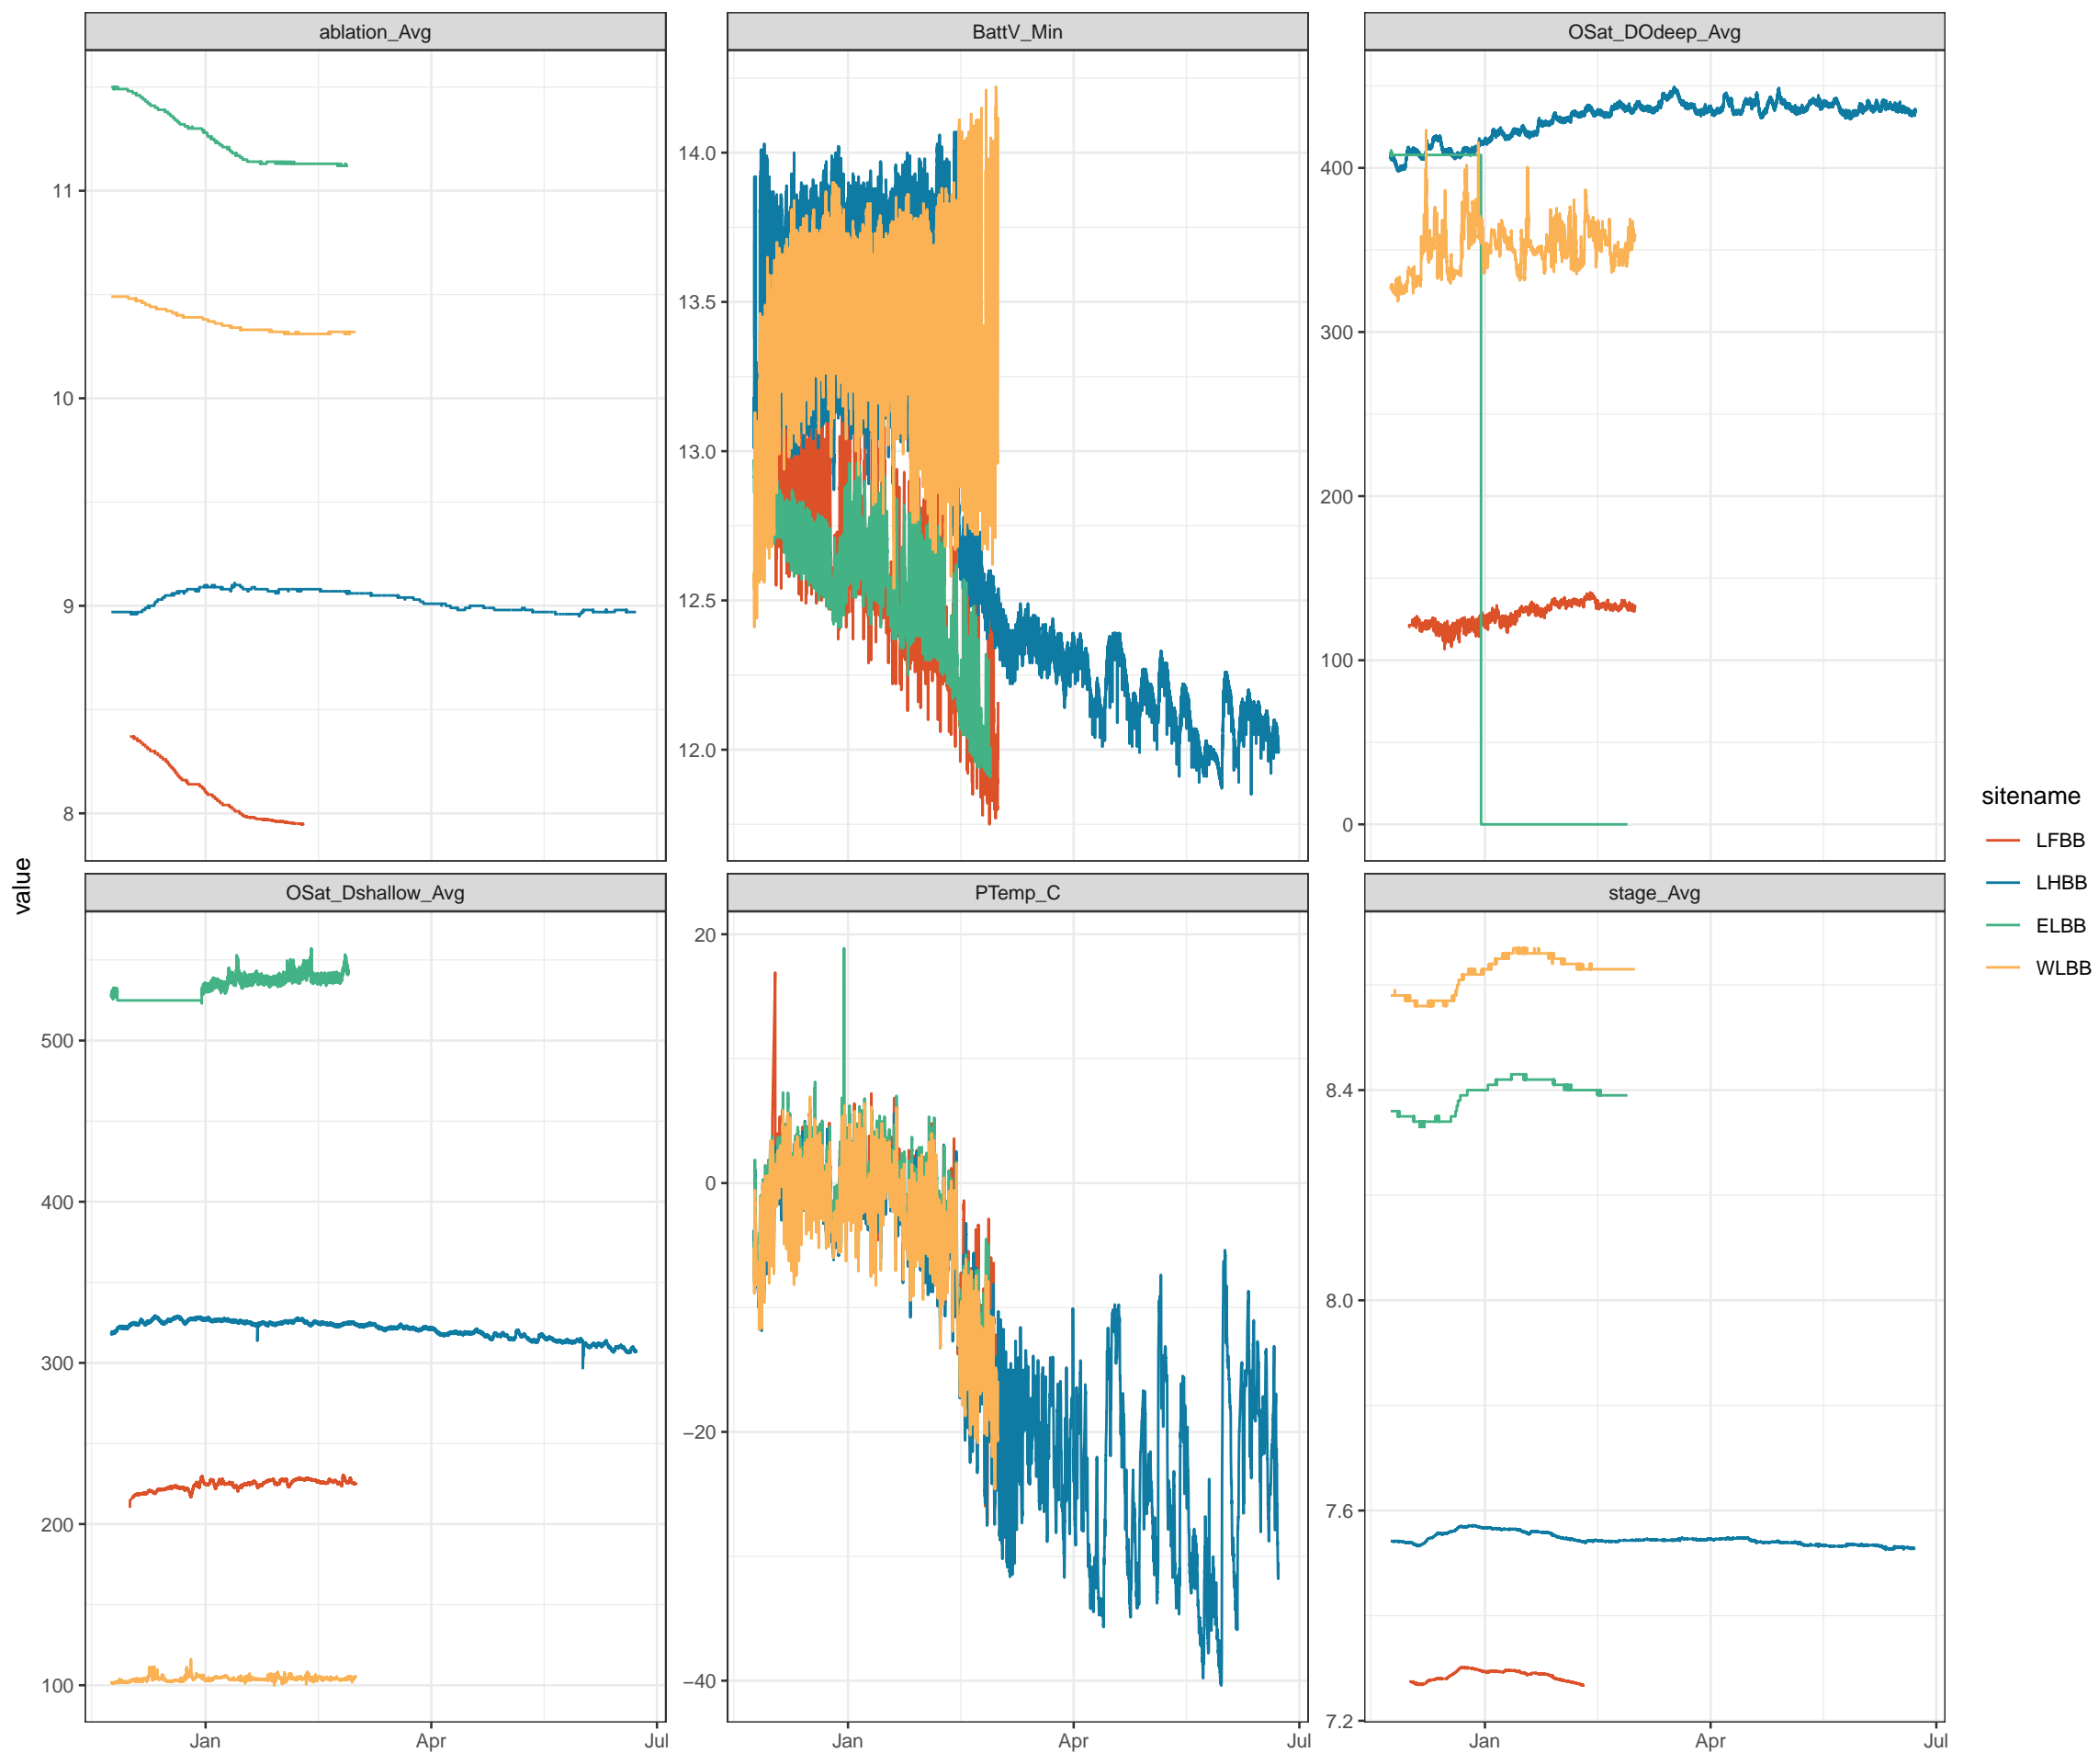 ablation_Avg
BattV_Min
OSat_DOdeep_Avg
11
10
9
8
14.0
13.5
13.0
12.5
12.0
400
300
200
100
0
value
OSat_Dshallow_Avg
PTemp_C
stage_Avg
500
400
300
200
100
20
0
−20
−40
8.4
8.0
7.6
7.2
Jan
Apr
Jul
Jan
Apr
Jul
Jan
Apr
Jul
sitename
LFBB
LHBB
ELBB
WLBB